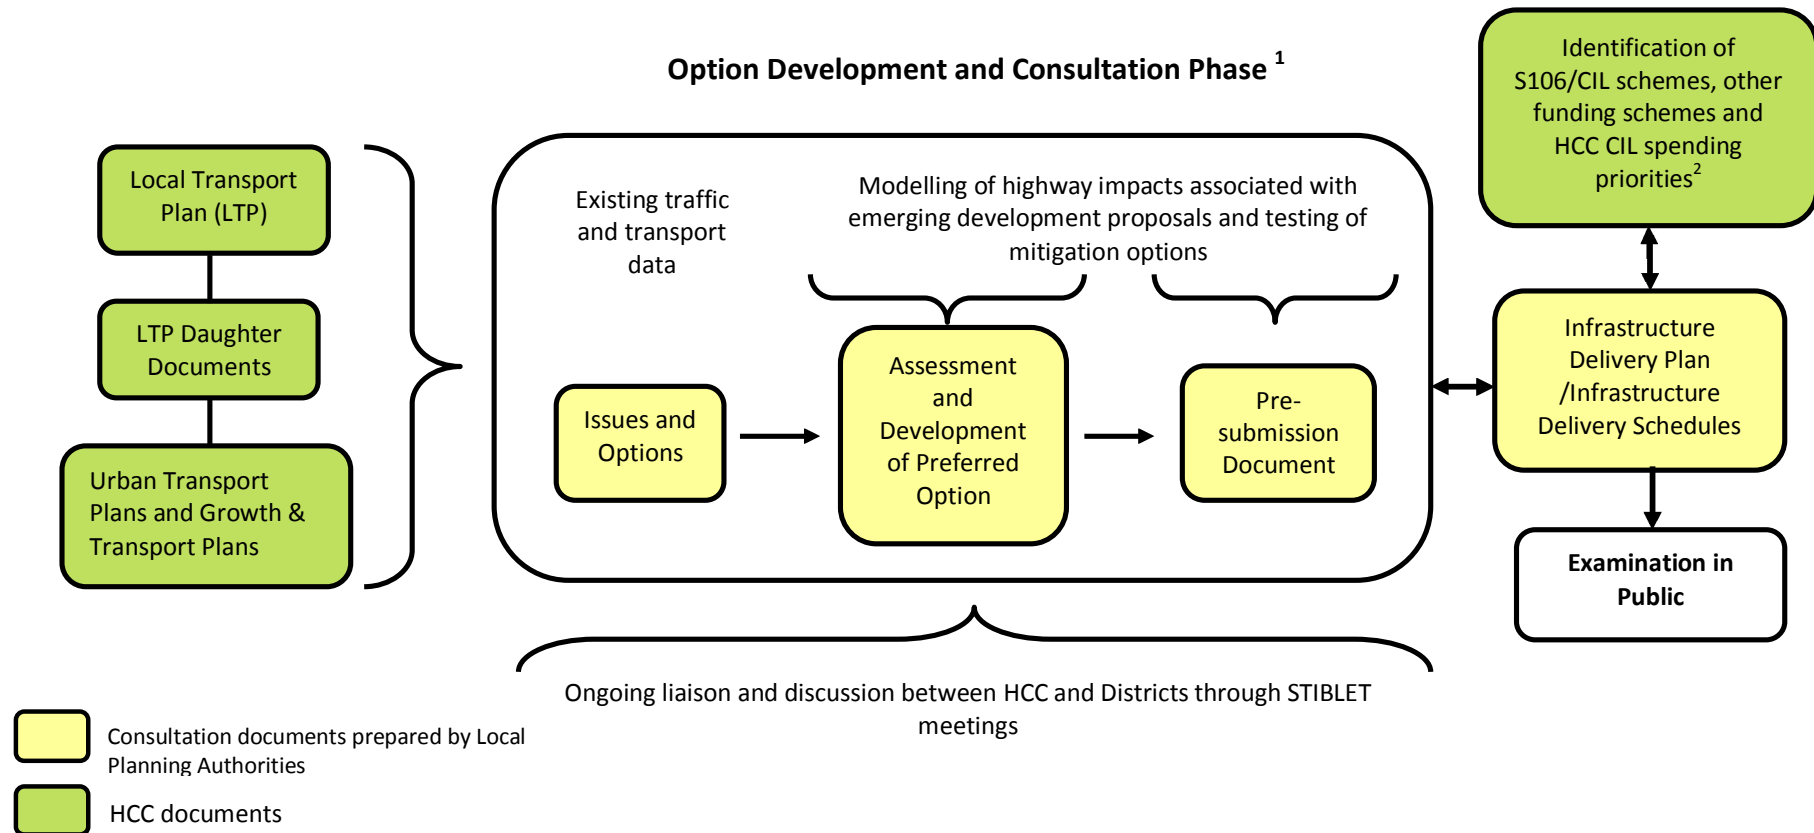 Option Development and Consultation Phase 1
Local Transport
Plan (LTP)
LTP Daughter
Documents
Urban Transport
Plans and Growth &
Transport Plans
Existing traffic
and transport
data
Modelling of highway impacts associated with
emerging development proposals and testing of
mitigation options
Issues and
Options
Assessment
and
Development
of Preferred
Option
Pre-
submission
Document
Identification of
S106/CIL schemes, other
funding schemes and
HCC CIL spending
priorities2
Infrastructure
Delivery Plan
/Infrastructure
Delivery Schedules
Examination in
Public
Ongoing liaison and discussion between HCC and Districts through STIBLET
meetings
Consultation documents prepared by Local
Planning Authorities
HCC documents